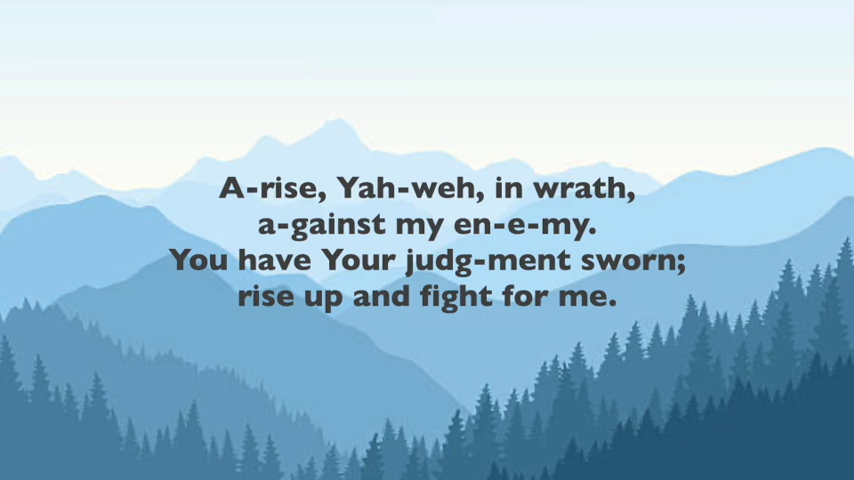 A-rise, Yah-weh, in wrath,
a-gainst my en-e-my.
You have Your judg-ment sworn;
rise up and fight for me.